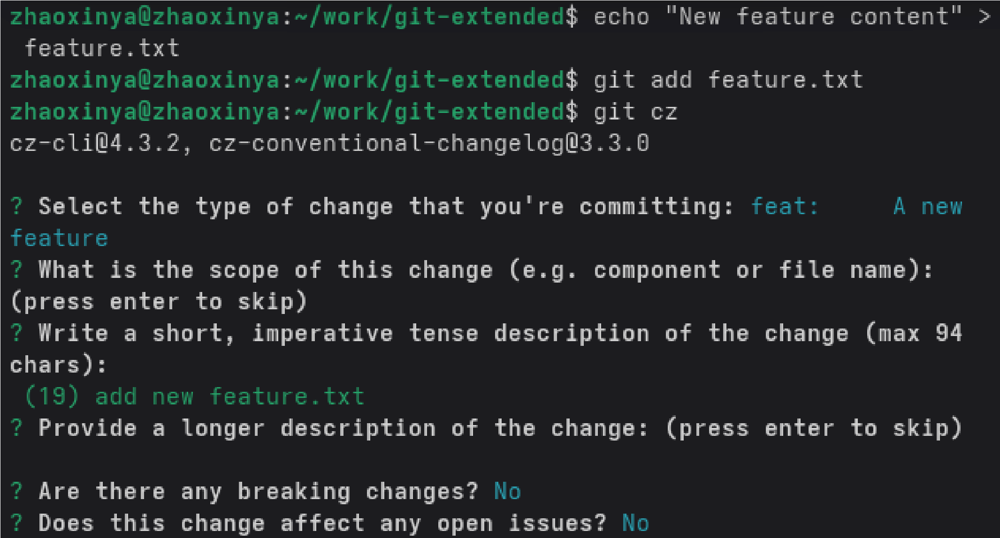 zhaoxinya@zhaoxinya:~/work/git-extended$ echo "New feature content" >
 feature.txt
zhaoxinya@zhaoxinya:~/work/git-extended$ git add feature.txt
zhaoxinya@zhaoxinya:~/work/git-extended$ git cz
cz-cli@4.3.2, cz-conventional-changelog@3.3.0

? Select the type of change that you're committing: feat:     A new
feature
? What is the scope of this change (e.g. component or file name):
(press enter to skip)
? Write a short, imperative tense description of the change (max 94
chars):
 (19) add new feature.txt
? Provide a longer description of the change: (press enter to skip)

? Are there any breaking changes? No
? Does this change affect any open issues? No